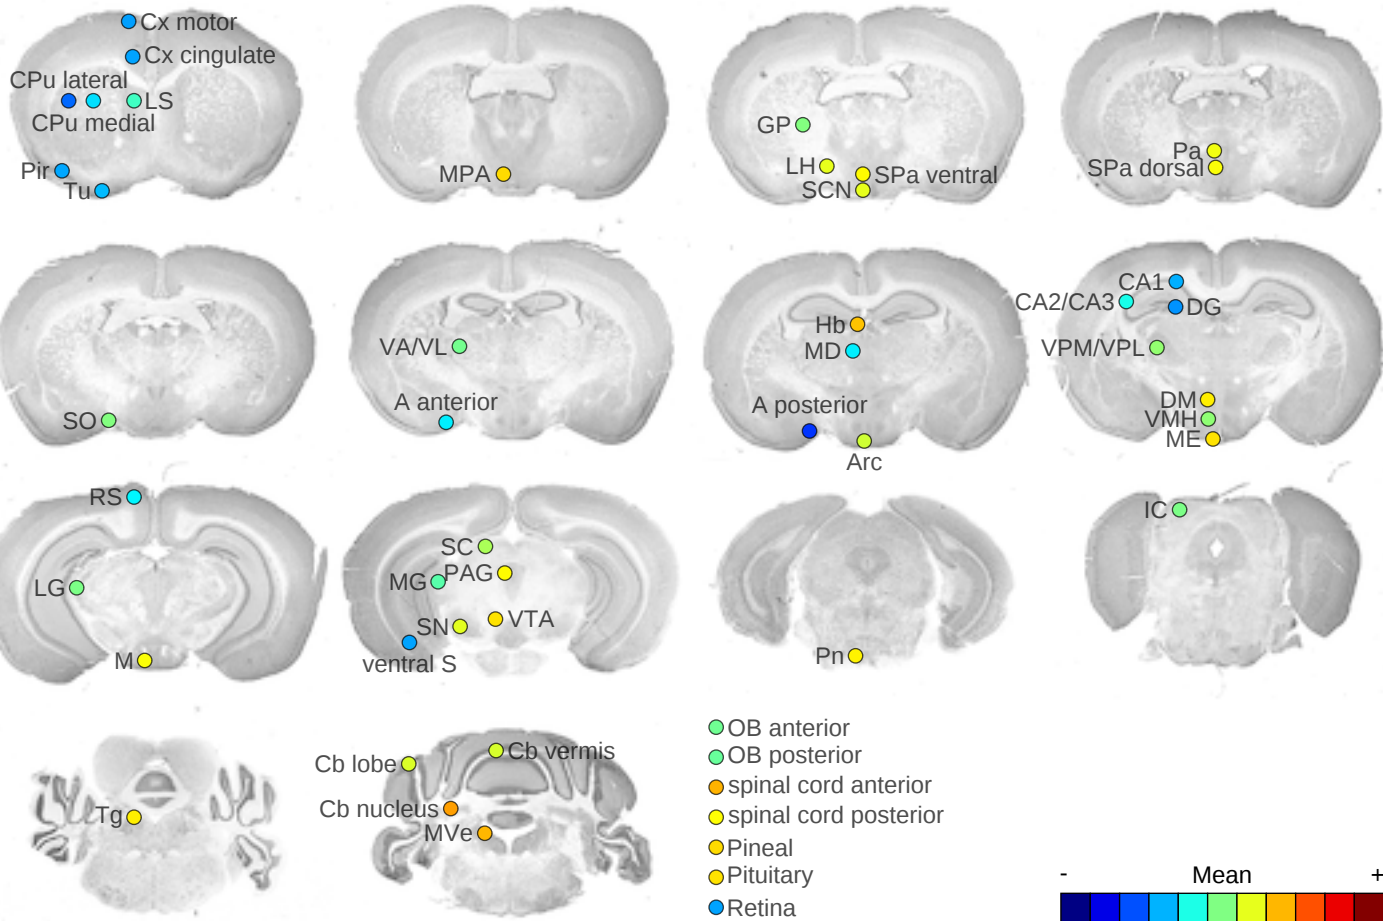 Cx motor
Cx cingulate
CPu lateral
LS
CPu medial
Pir
Tu
MPA
GP
LH
SPa ventral
SCN
Pa
SPa dorsal
SO
VA/VL
A anterior
Hb
MD
A posterior
Arc
CA1
CA2/CA3
DG
VPM/VPL
DM
VMH
ME
RS
LG
M
SC
MG
PAG
SN
VTA
ventral S
Pn
IC
Tg
Cb lobe
Cb vermis
Cb nucleus
MVe
OB anterior
OB posterior
spinal cord anterior
spinal cord posterior
Pineal
Pituitary
Retina
- Mean +